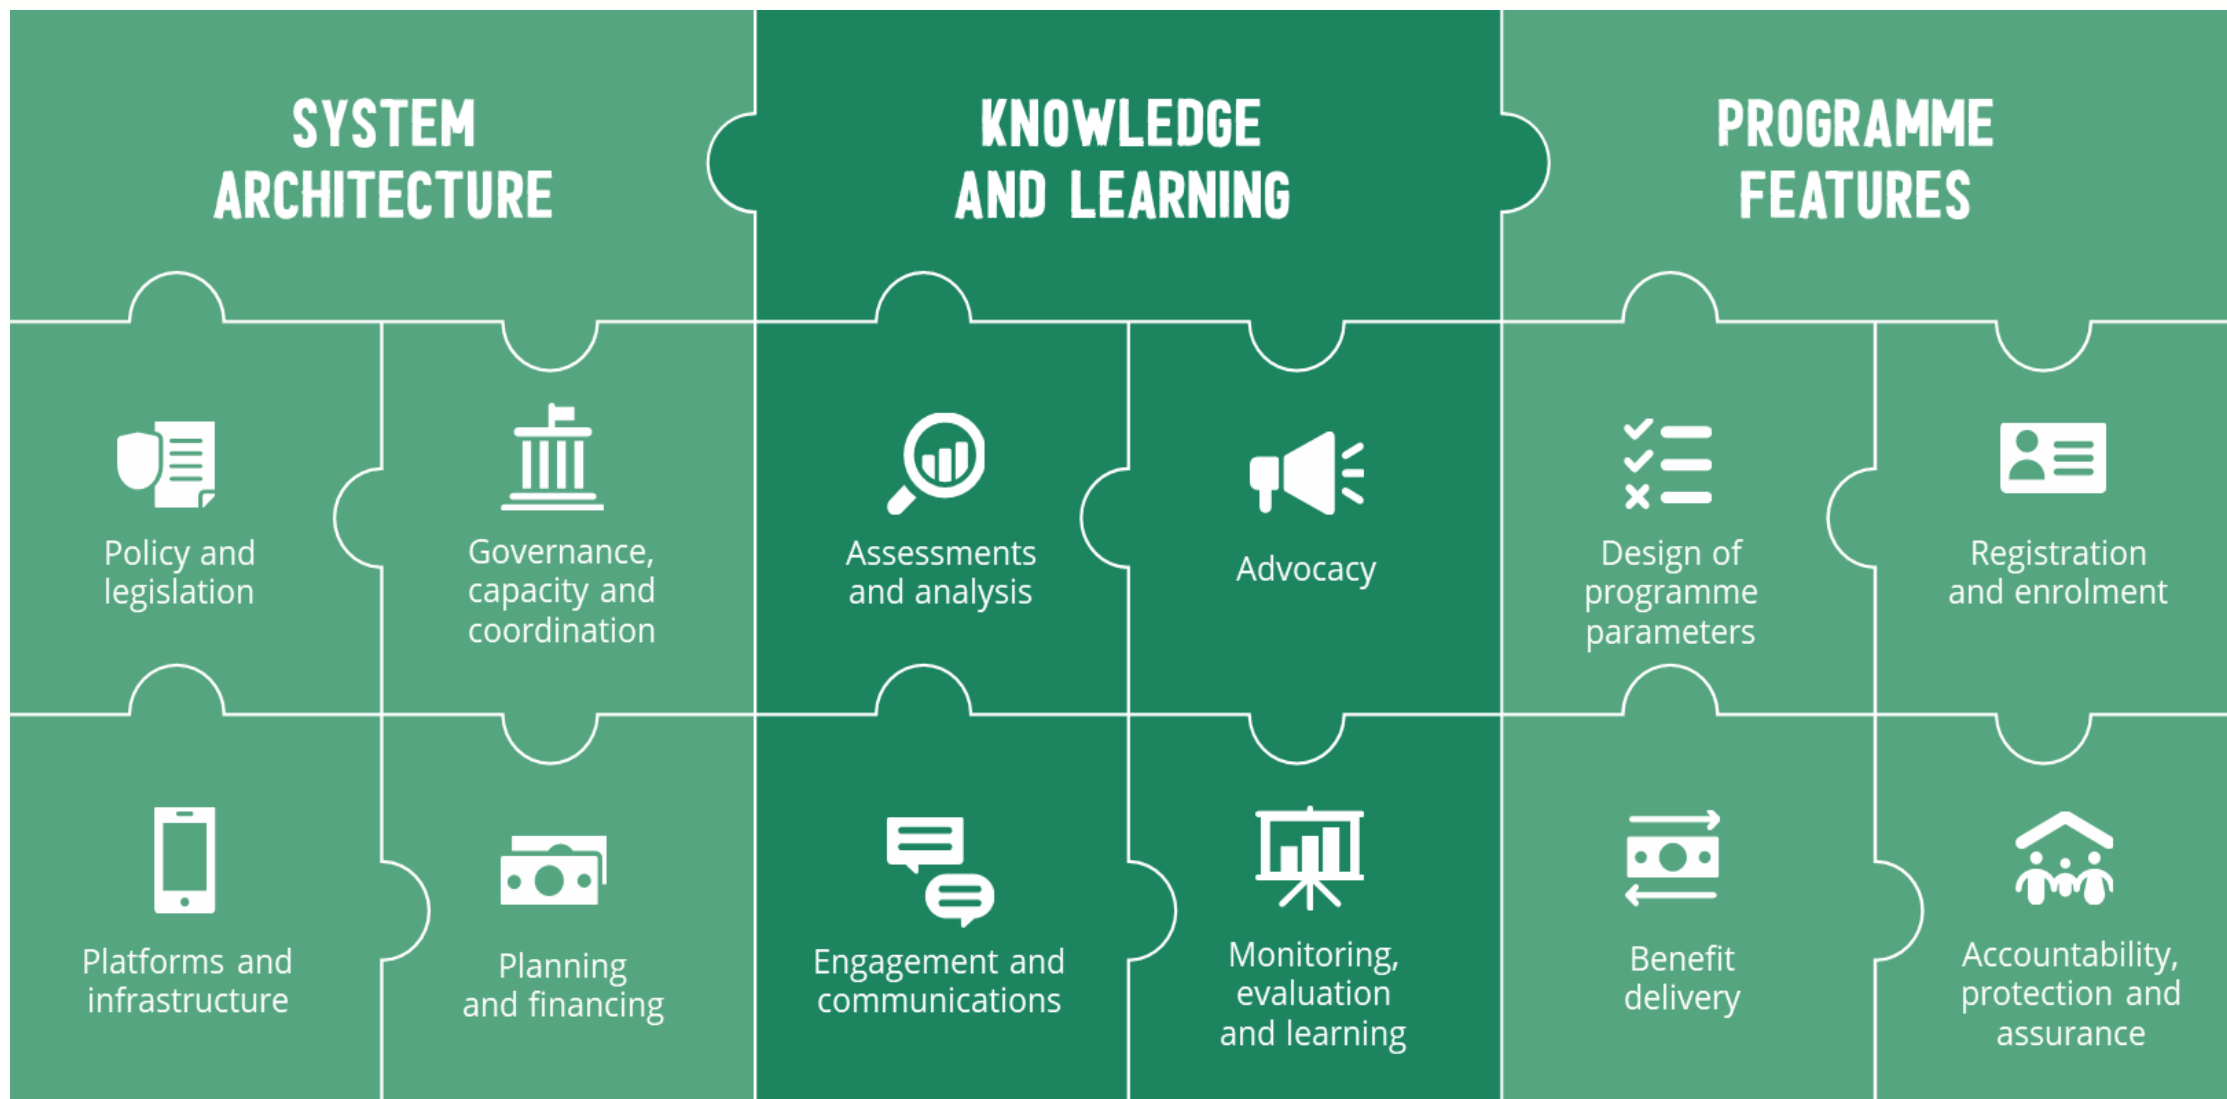 SYSTEM
ARCHITECTURE
KNOWLEDGE
AND LEARNING
PROGRAMME
FEATURES
Policy and
legislation
Governance,
capacity and
coordination
Assessments
and analysis
Advocacy
Design of
programme
parameters
Registration
and enrolment
Platforms and
infrastructure
Planning
and financing
Engagement and
communications
Monitoring,
evaluation
and learning
Benefit
delivery
Accountability,
protection and
assurance